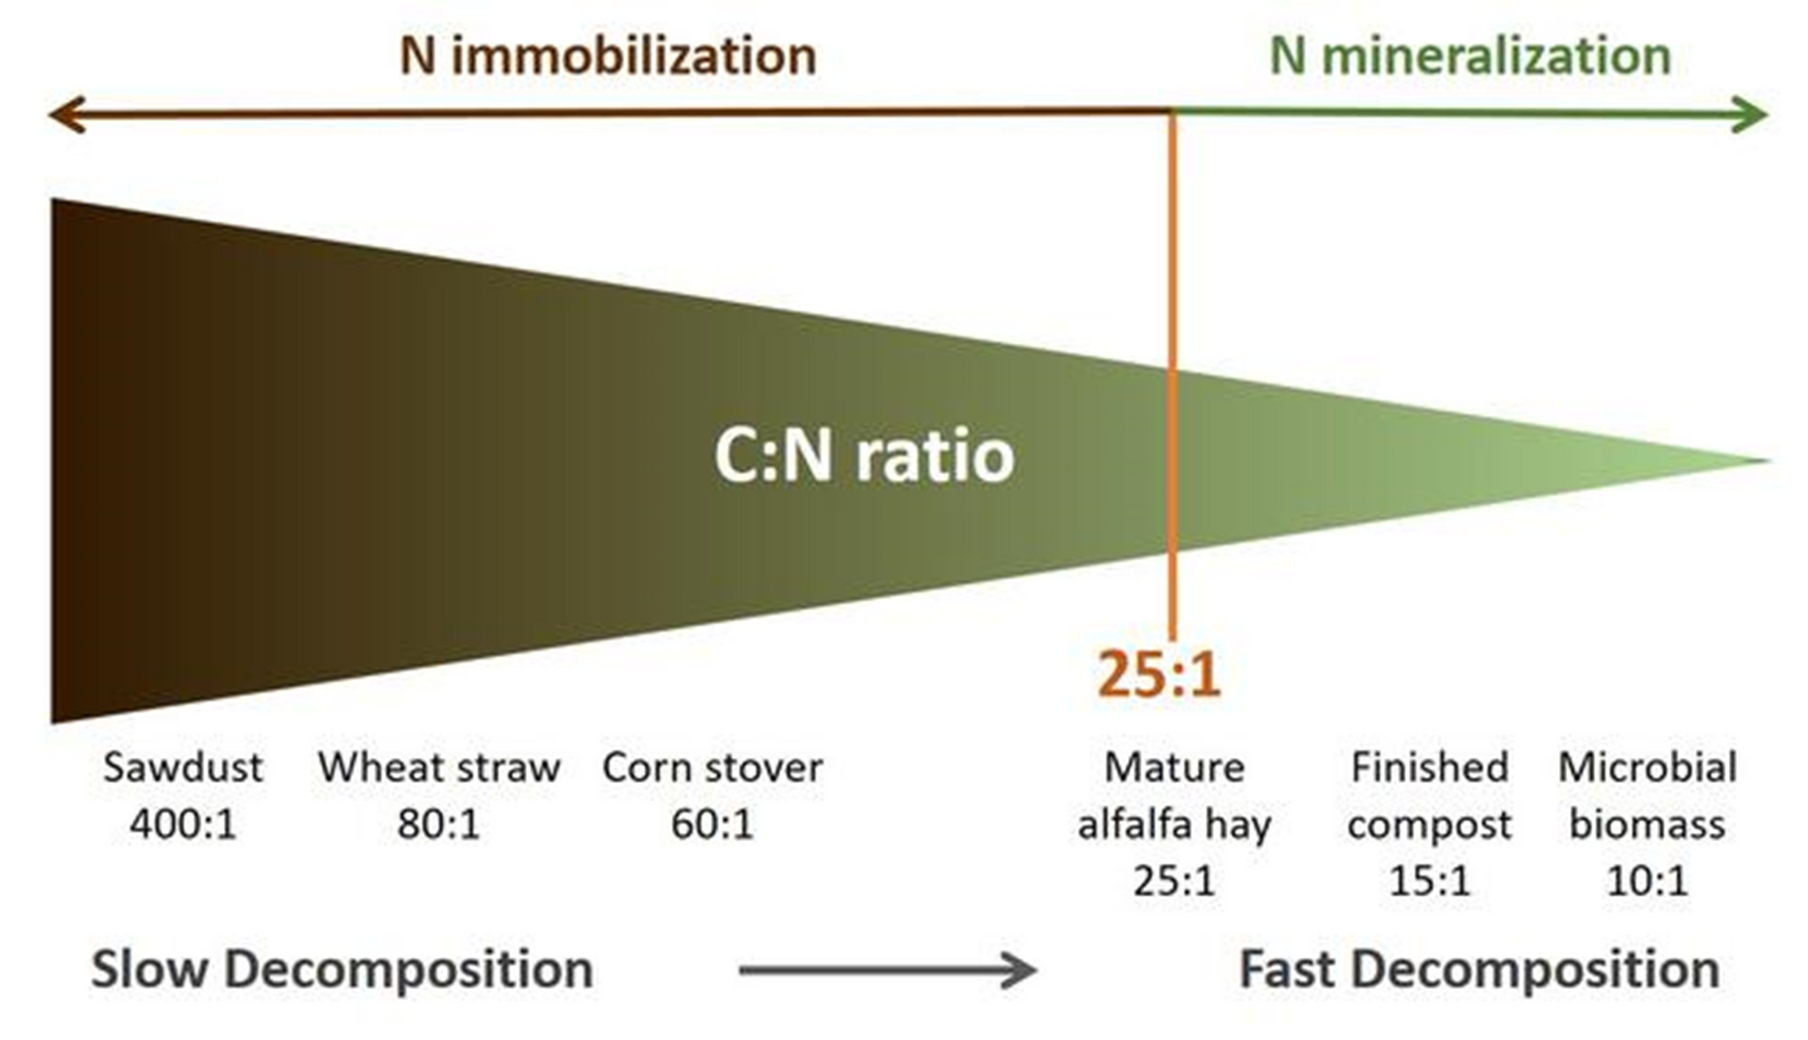 N immobilization
N mineralization
C:N ratio
25:1
Sawdust
400:1
Wheat straw
80:1
Corn stover
60:1
Mature
alfalfa hay
25:1
Finished
compost
15:1
Microbial
biomass
10:1
Slow Decomposition
Fast Decomposition